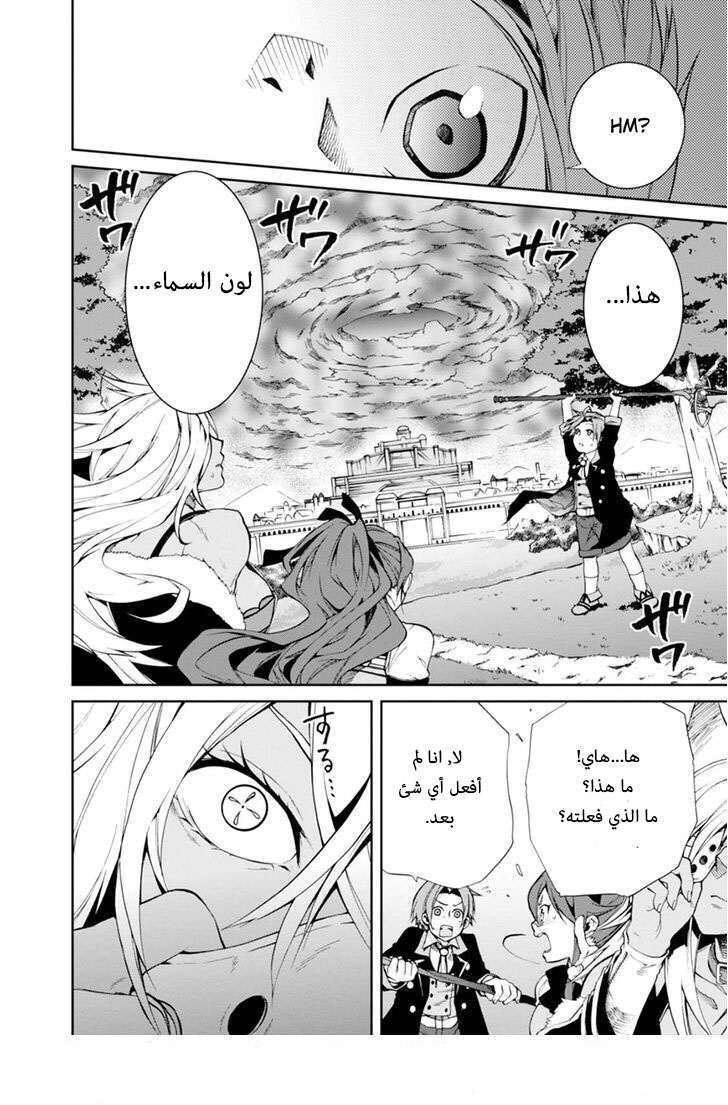 HM?
هذا...
لون السماء...
ザワ
ザワ
ザワ
ザワ
ها...هاي!
ما هذا؟
ما الذي فعلته؟
لا, انا لم
أفعل أي شئ
بعد.
する…